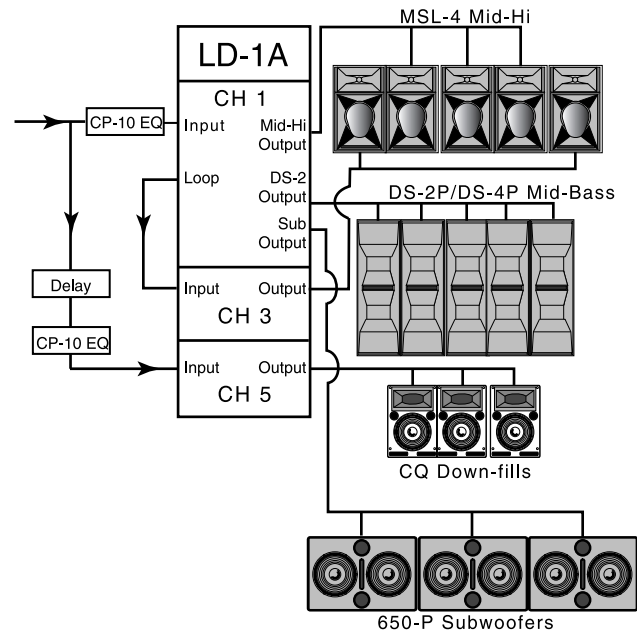 MSL-4 Mid-Hi
LD-1A
CH 1
CP-10 EQ
Input
Mid-Hi
Output
Loop
DS-2
Output
DS-2P/DS-4P Mid-Bass
Sub
Output
Delay
Input
Output
CH 3
CP-10 EQ
Input
Output
CH 5
CQ Down-fills
650-P Subwoofers